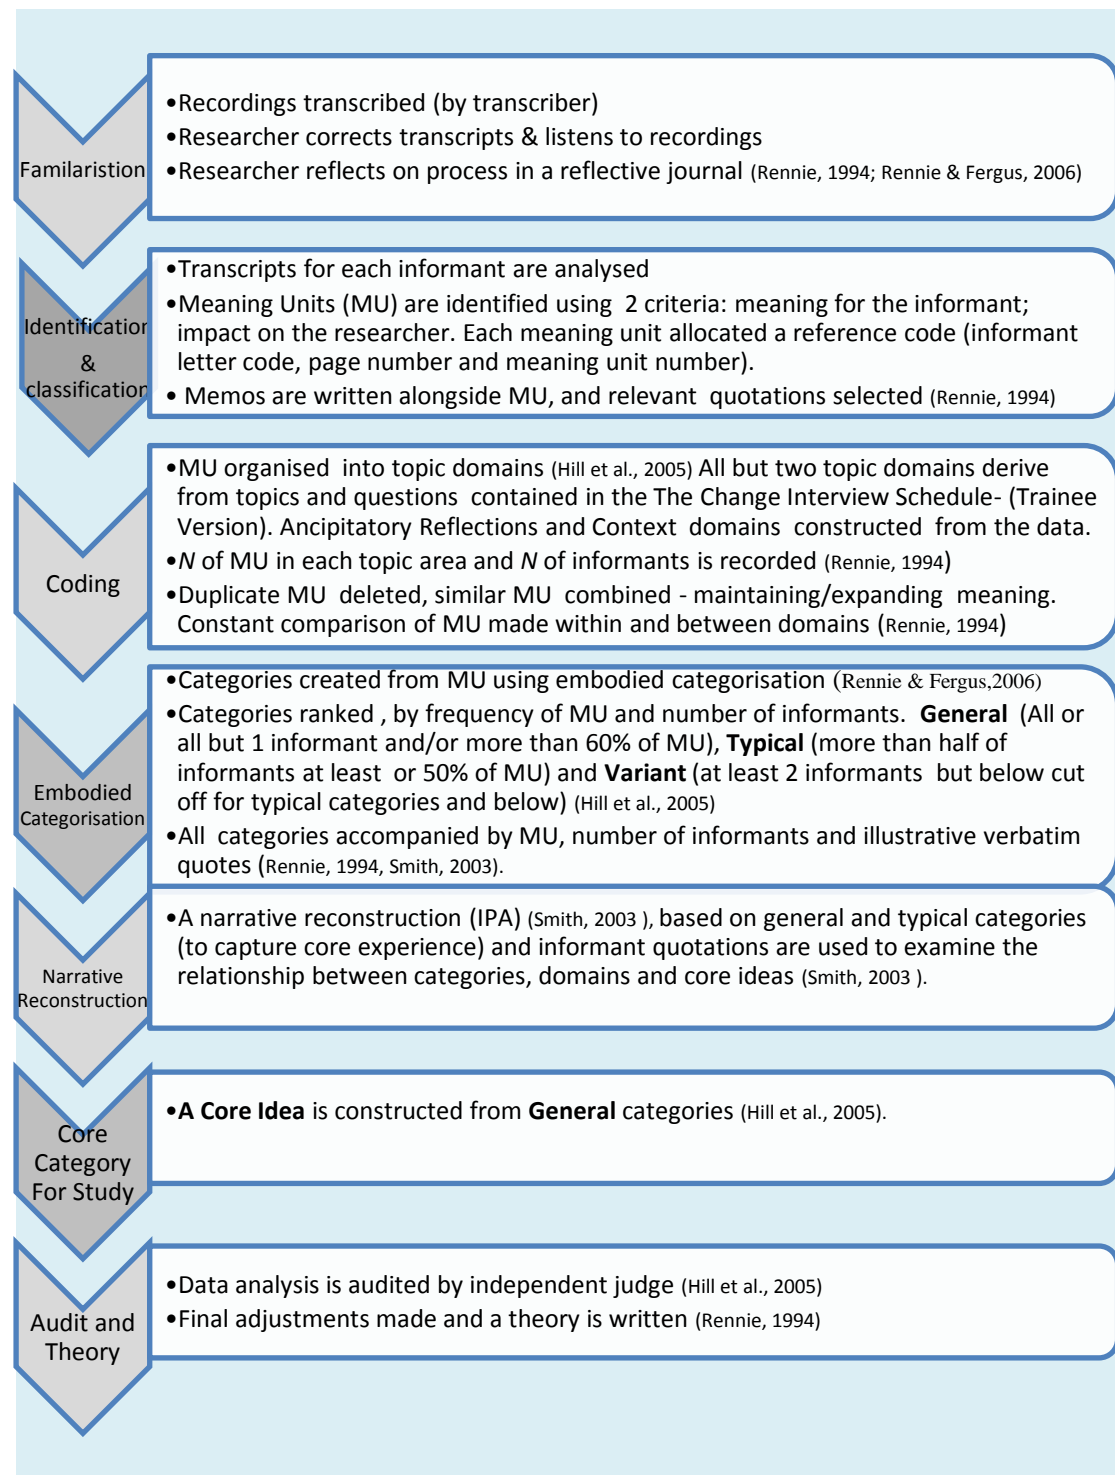 Familaristion
•Recordings transcribed (by transcriber)
•Researcher corrects transcripts & listens to recordings
•Researcher reflects on process in a reflective journal (Rennie, 1994; Rennie & Fergus, 2006)
Identification
&
classification
•Transcripts for each informant are analysed
•Meaning Units (MU) are identified using 2 criteria: meaning for the informant;
impact on the researcher. Each meaning unit allocated a reference code (informant
letter code, page number and meaning unit number).
• Memos are written alongside MU, and relevant quotations selected (Rennie, 1994)
Coding
•MU organised into topic domains (Hill et al., 2005) All but two topic domains derive
from topics and questions contained in the The Change Interview Schedule- (Trainee
Version). Ancipitatory Reflections and Context domains constructed from the data.
•N of MU in each topic area and N of informants is recorded (Rennie, 1994)
•Duplicate MU deleted, similar MU combined - maintaining/expanding meaning.
Constant comparison of MU made within and between domains (Rennie, 1994)
Embodied
Categorisation
•Categories created from MU using embodied categorisation (Rennie & Fergus,2006)
•Categories ranked , by frequency of MU and number of informants. General (All or
all but 1 informant and/or more than 60% of MU), Typical (more than half of
informants at least or 50% of MU) and Variant (at least 2 informants but below cut
off for typical categories and below) (Hill et al., 2005)
•All categories accompanied by MU, number of informants and illustrative verbatim
quotes (Rennie, 1994, Smith, 2003).
Narrative
Reconstruction
•A narrative reconstruction (IPA) (Smith, 2003 ), based on general and typical categories
(to capture core experience) and informant quotations are used to examine the
relationship between categories, domains and core ideas (Smith, 2003 ).
Core
Category
For Study
•A Core Idea is constructed from General categories (Hill et al., 2005).
Audit and
Theory
•Data analysis is audited by independent judge (Hill et al., 2005)
•Final adjustments made and a theory is written (Rennie, 1994)